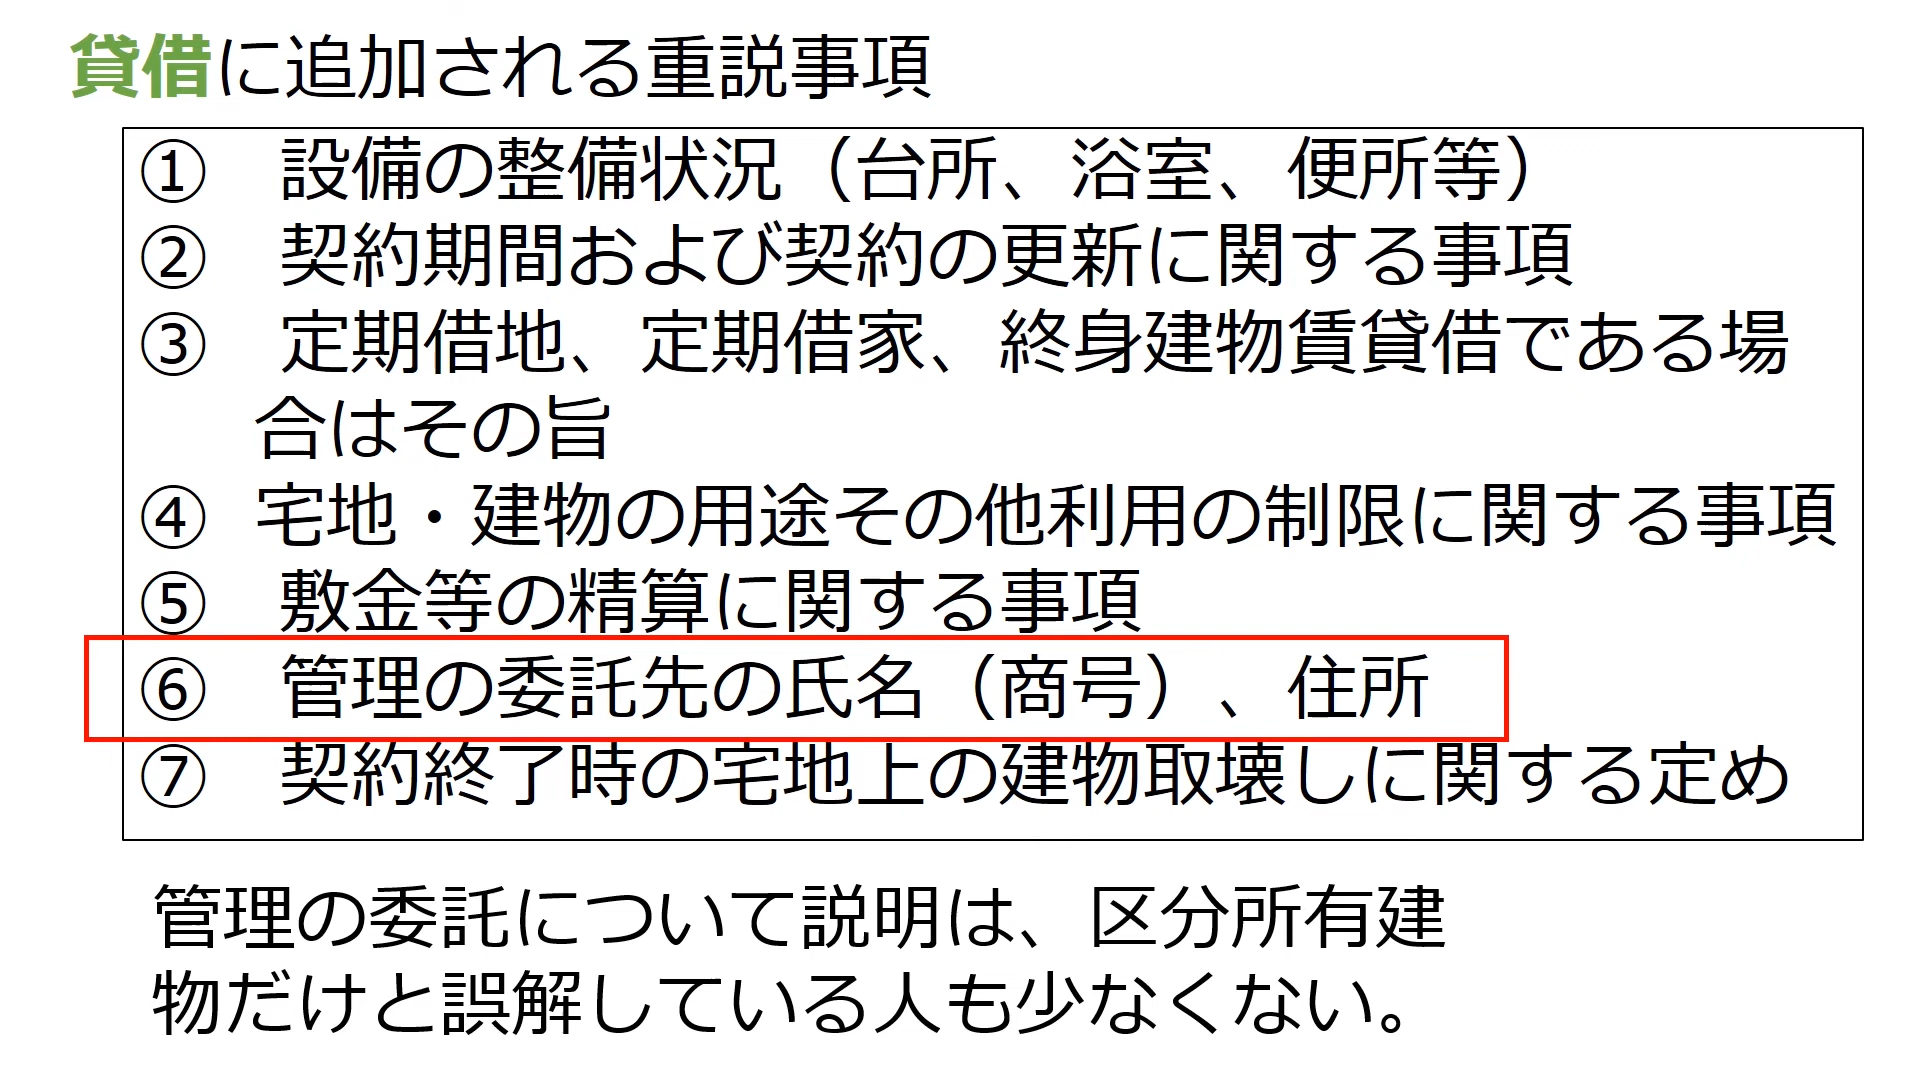 貸借に追加される重説事項
① 設備の整備状況（台所、浴室、便所等）
② 契約期間および契約の更新に関する事項
③ 定期借地、定期借家、終身建物賃貸借である場
合はその旨
④ 宅地・建物の用途その他利用の制限に関する事項
⑤ 敷金等の精算に関する事項
⑥ 管理の委託先の氏名（商号）、住所
⑦ 契約終了時の宅地上の建物取壊しに関する定め
管理の委託について説明は、区分所有建
物だけと誤解している人も少なくない。